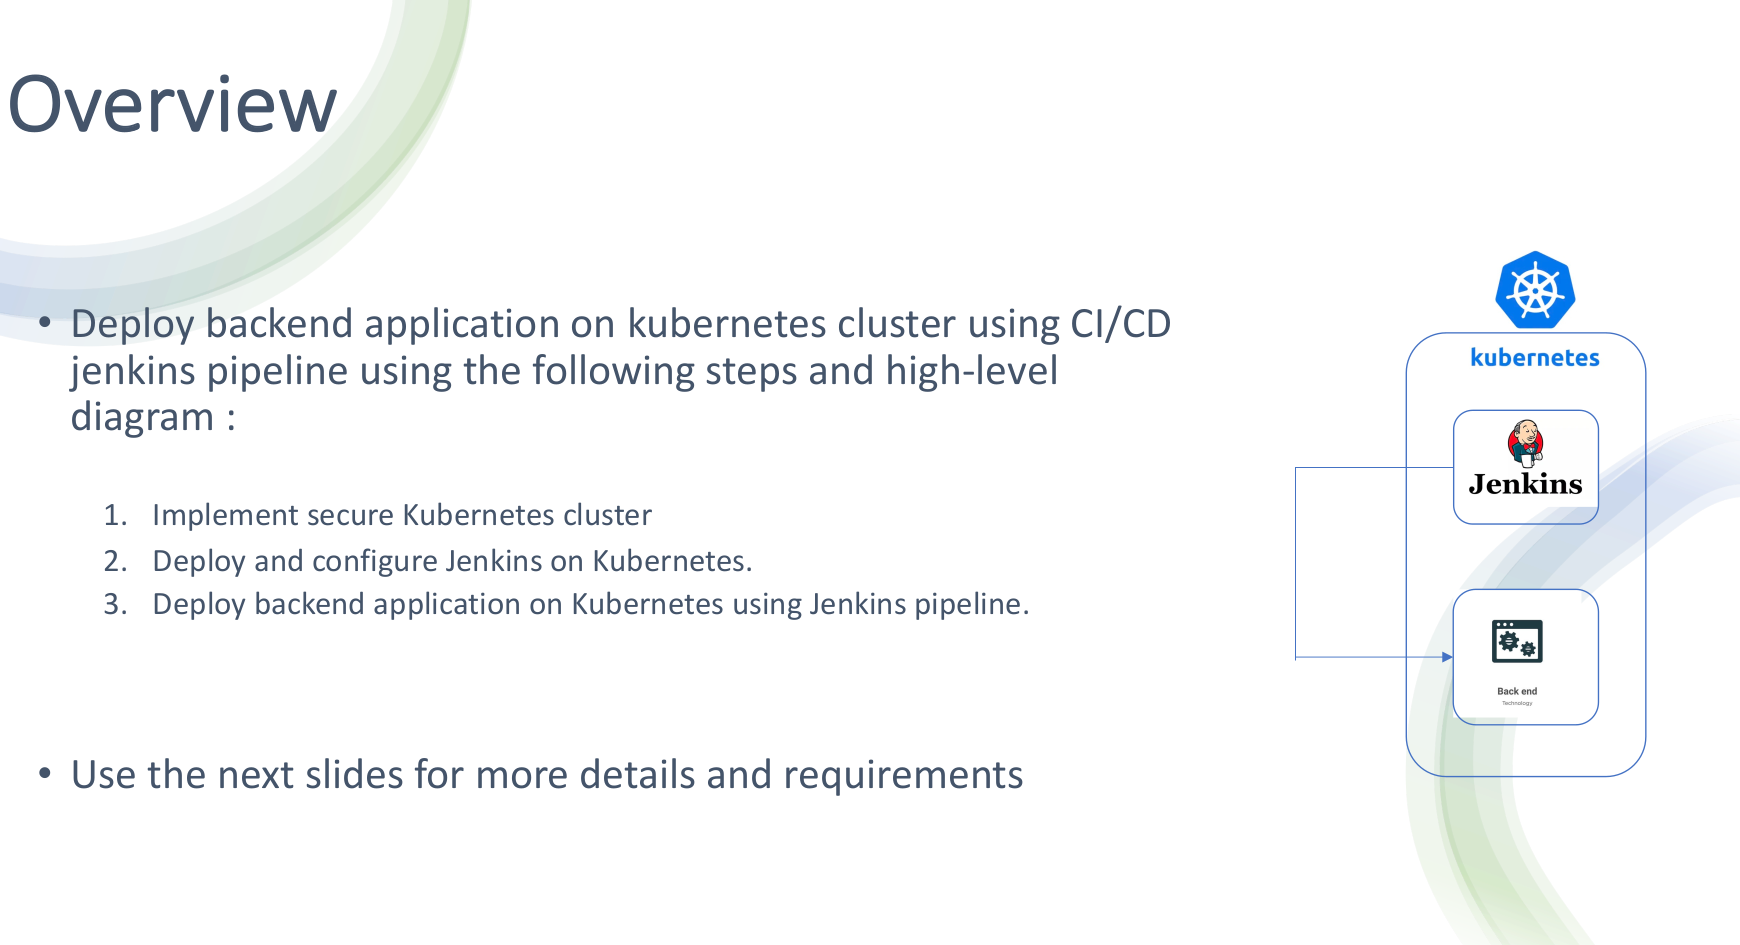 Overview
• Deploy backend application on kubernetes cluster using CI/CD
jenkins pipeline using the following steps and high-level
diagram :
1. Implement secure Kubernetes cluster
2. Deploy and configure Jenkins on Kubernetes.
3. Deploy backend application on Kubernetes using Jenkins pipeline.
• Use the next slides for more details and requirements
kubernetes
Jenkins
Back end
Technology